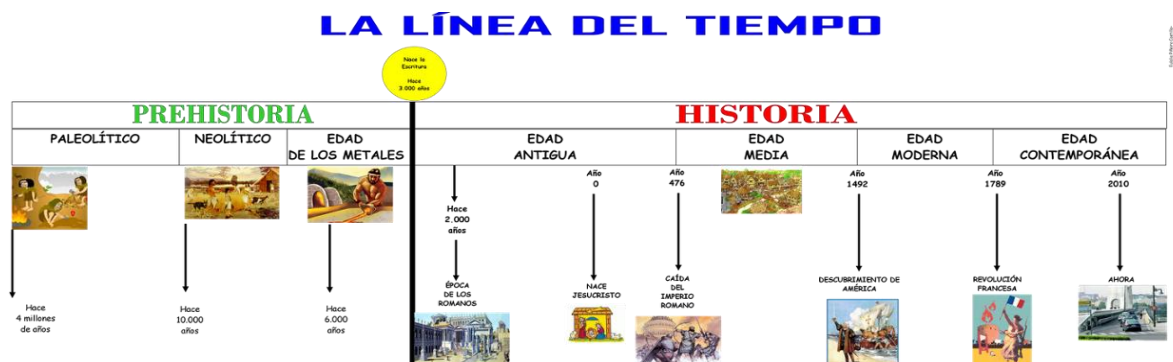 LA LÍNEA DEL TIEMPO
Nace la
Escritura
Hace
3.000 años
PREHISTORIA
HISTORIA
PALEOLÍTICO
NEOLÍTICO
EDAD
DE LOS METALES
EDAD
ANTIGUA
EDAD
MEDIA
EDAD
MODERNA
EDAD
CONTEMPORÁNEA
Año
0
Año
476
Año
1492
Año
1789
Año
2010
Hace
2.000
años
ÉPOCA
DE LOS
ROMANOS
NACE
JESUCRISTO
CAÍDA
DEL
IMPERIO
ROMANO
DESCUBRIMIENTO DE
AMÉRICA
REVOLUCIÓN
FRANCESA
AHORA
Hace
4 millones
de años
Hace
10.000
años
Hace
6.000
años